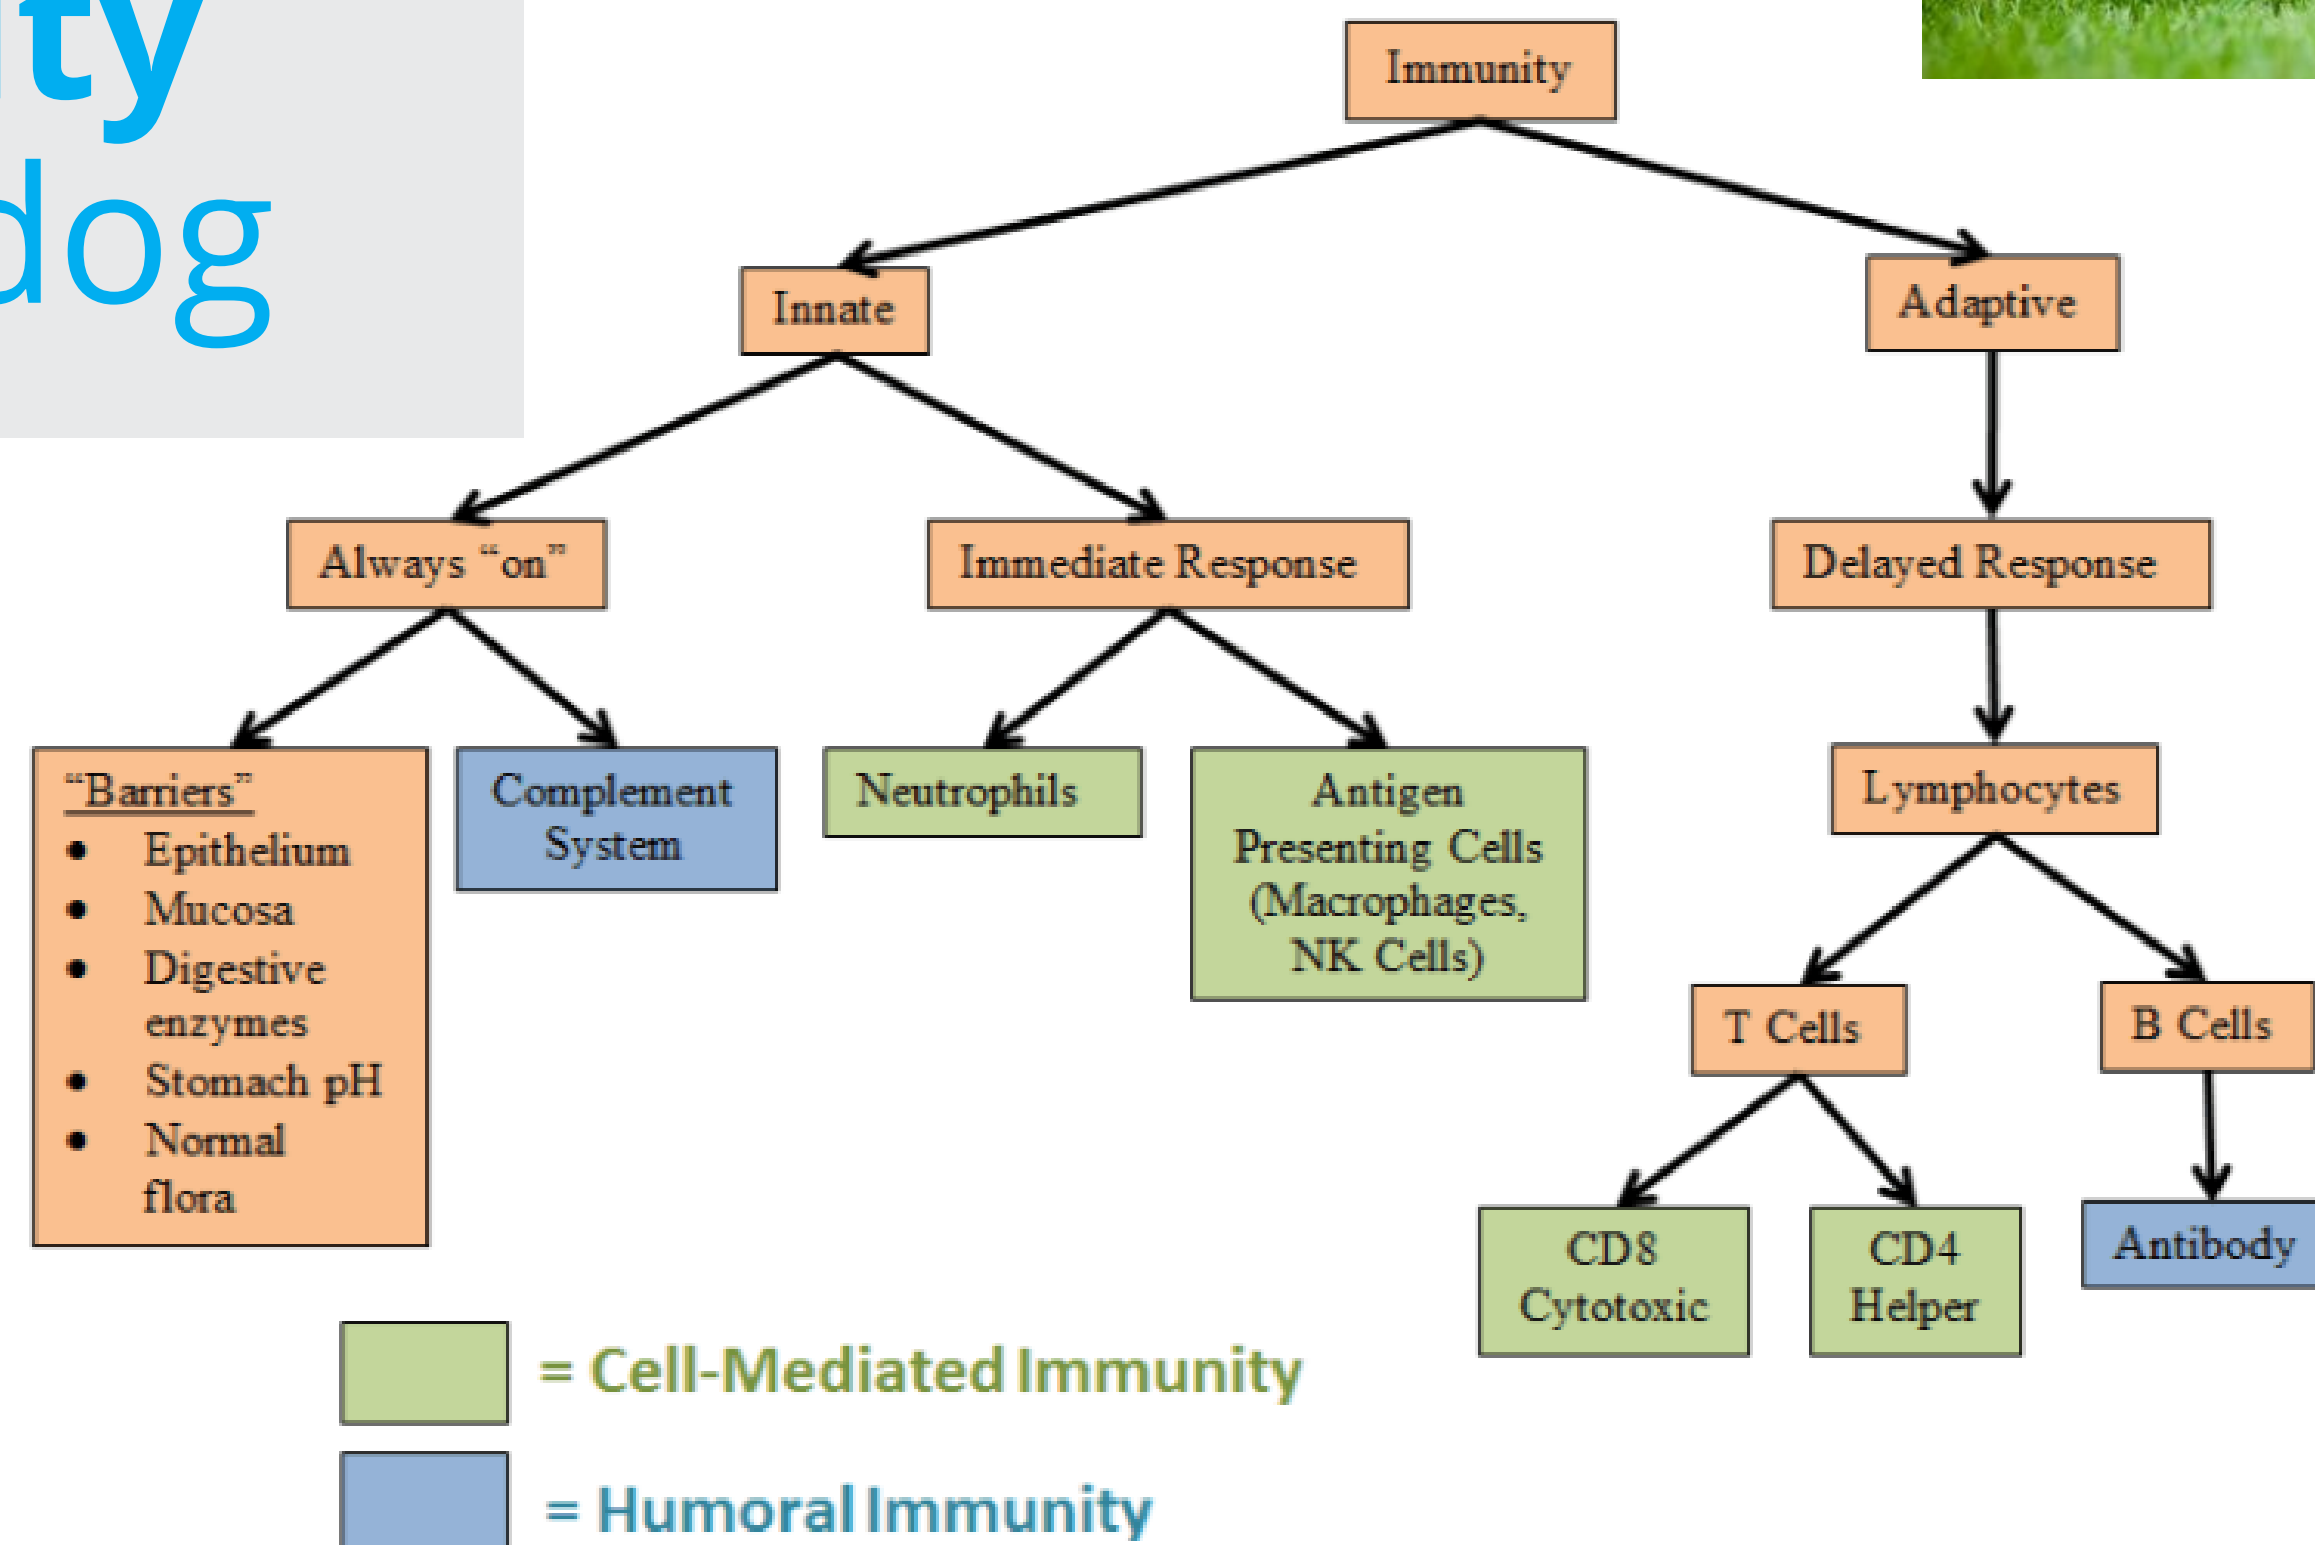 ity
dog
Immunity
Innate
Adaptive
Always “on”
Immediate Response
Delayed Response
“Barriers”
• Epithelium
• Mucosa
• Digestive
enzymes
• Stomach pH
• Normal
flora
Complement
System
Neutrophils
Antigen
Presenting Cells
(Macrophages,
NK Cells)
Lymphocytes
T Cells
B Cells
CD8
Cytotoxic
CD4
Helper
Antibody
= Cell-Mediated Immunity
= Humoral Immunity